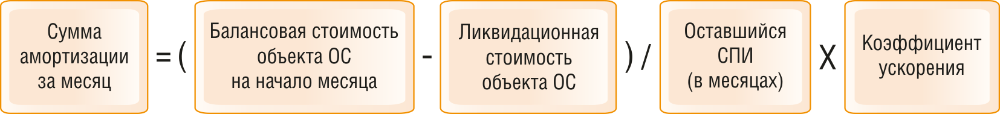 Сумма
амортизации
за месяц
= (
Балансовая стоимость
объекта ОС
на начало месяца
-
Ликвидационная
стоимость
объекта ОС
) /
Оставшийся
СПИ
(в месяцах)
Х
Коэффициент
ускорения